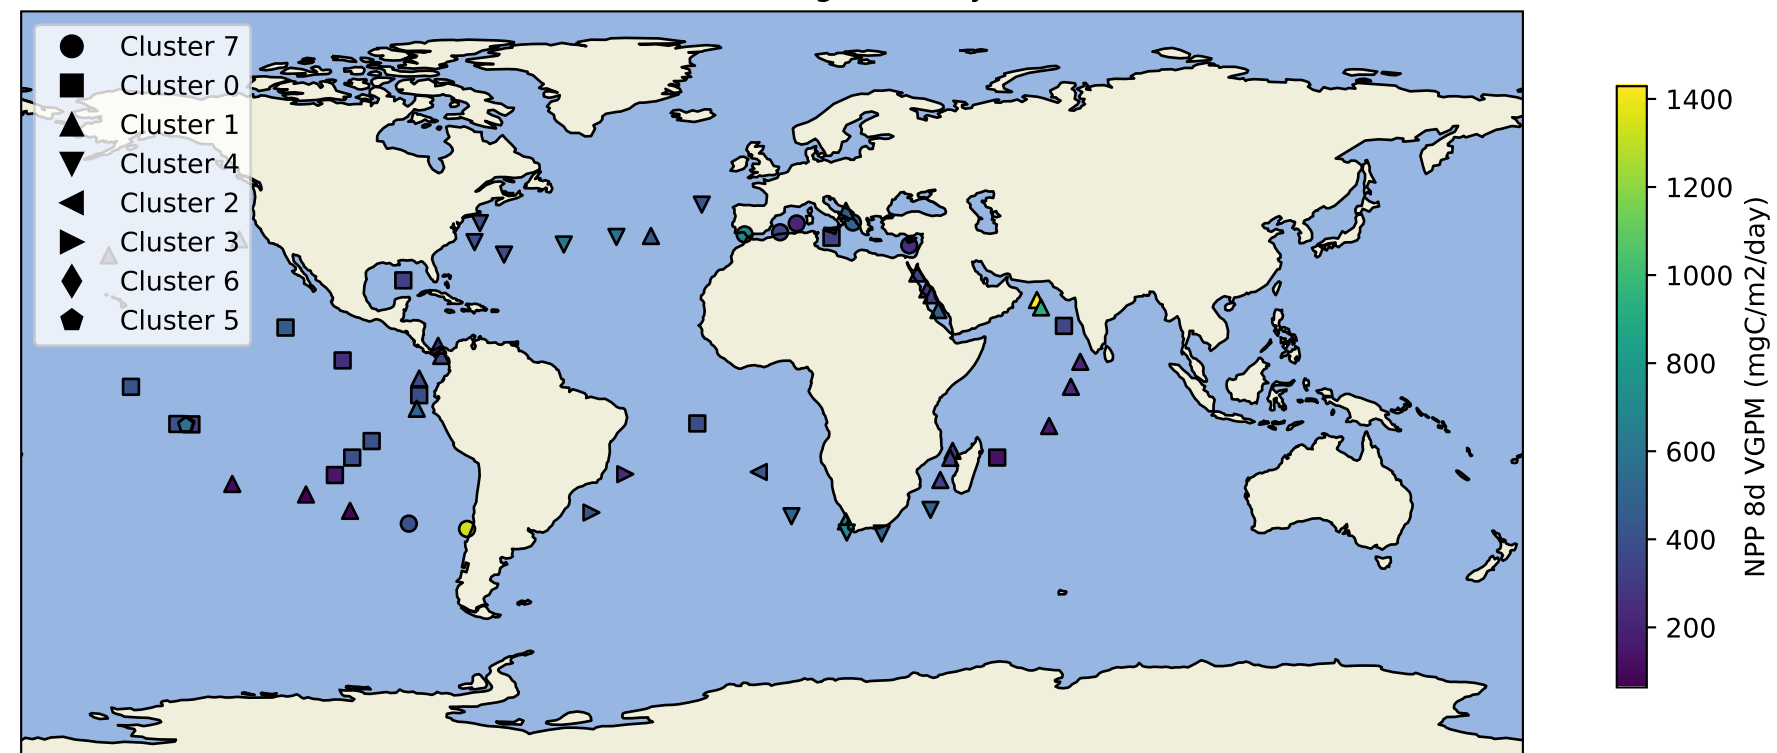 Cluster 7
Cluster 0
Cluster 1
Cluster 4
Cluster 2
Cluster 3
Cluster 6
Cluster 5
1400
1200
1000
800
600
400
200
NPP 8d VGPM (mgC/m2/day)